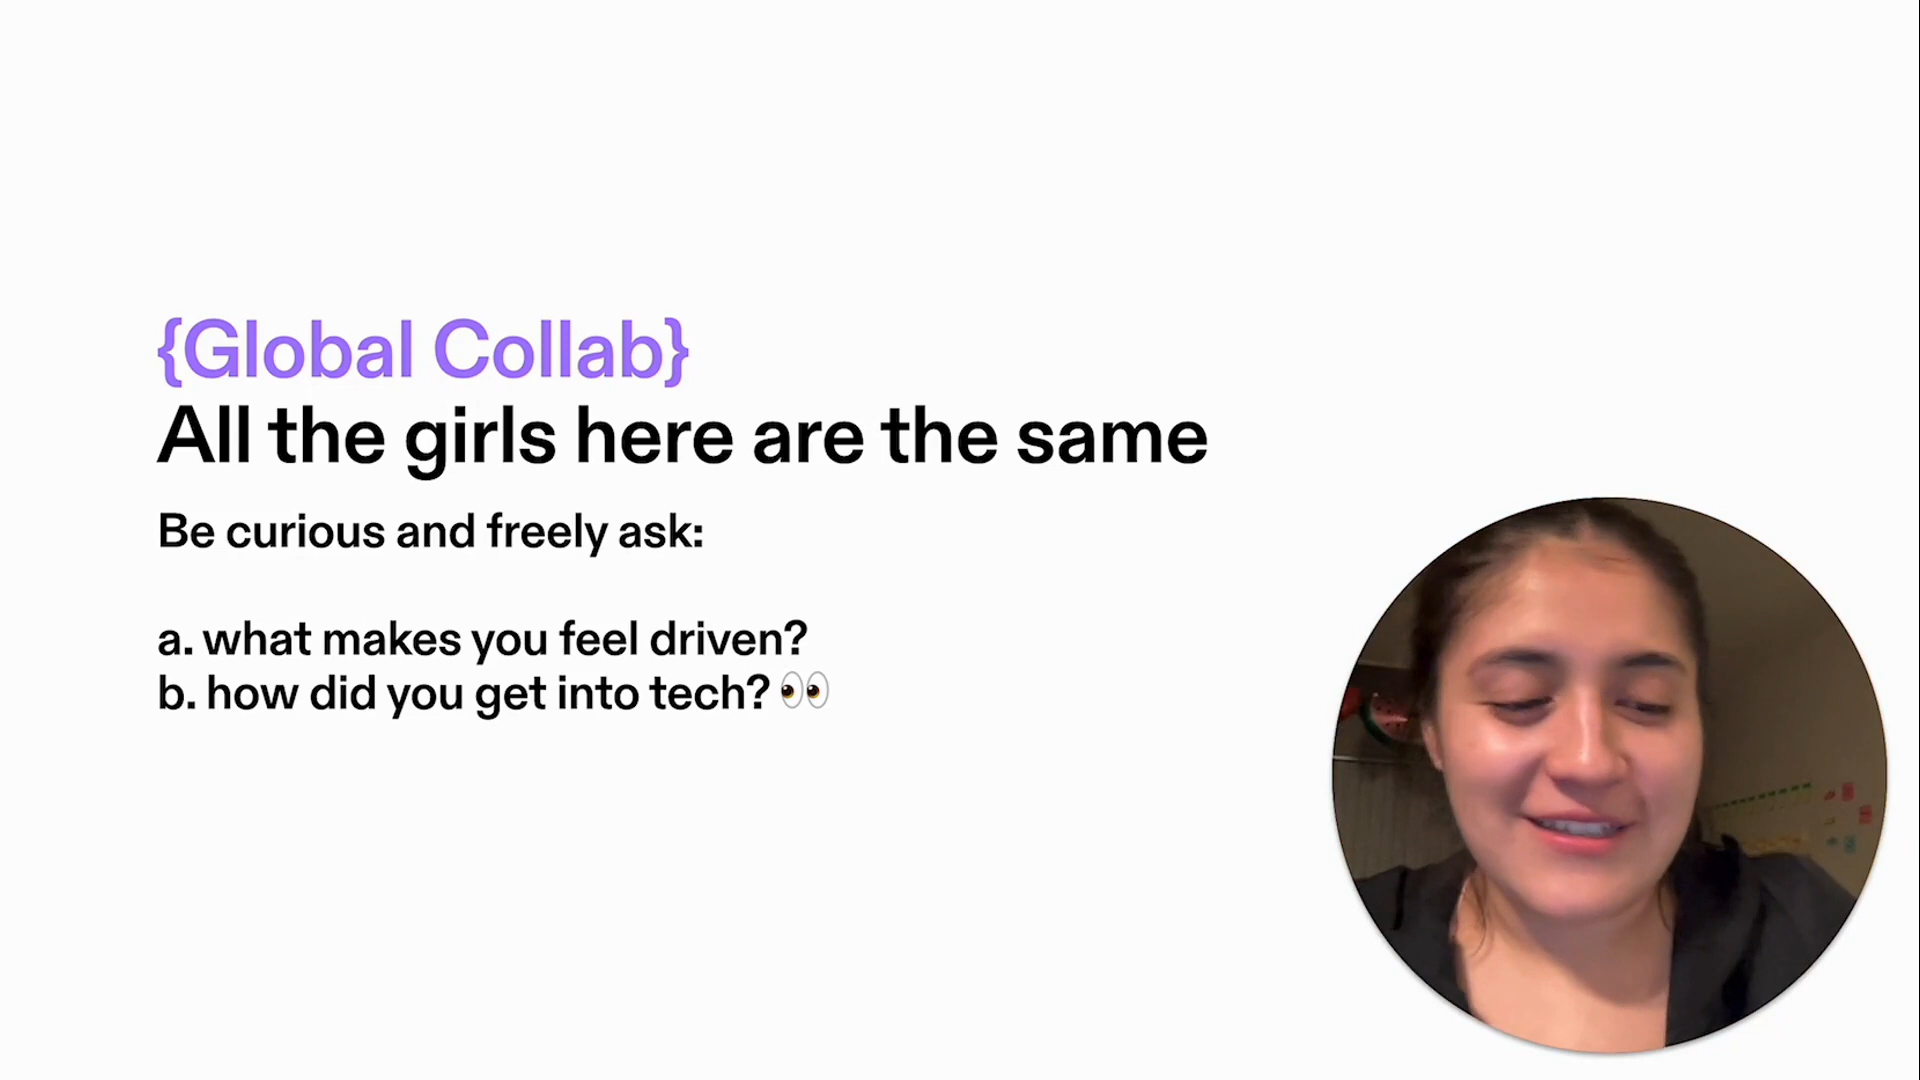 {Global Collab}
All the girls here are the same
Be curious and freely ask:
a. what makes you feel driven?
b. how did you get into tech? 👀